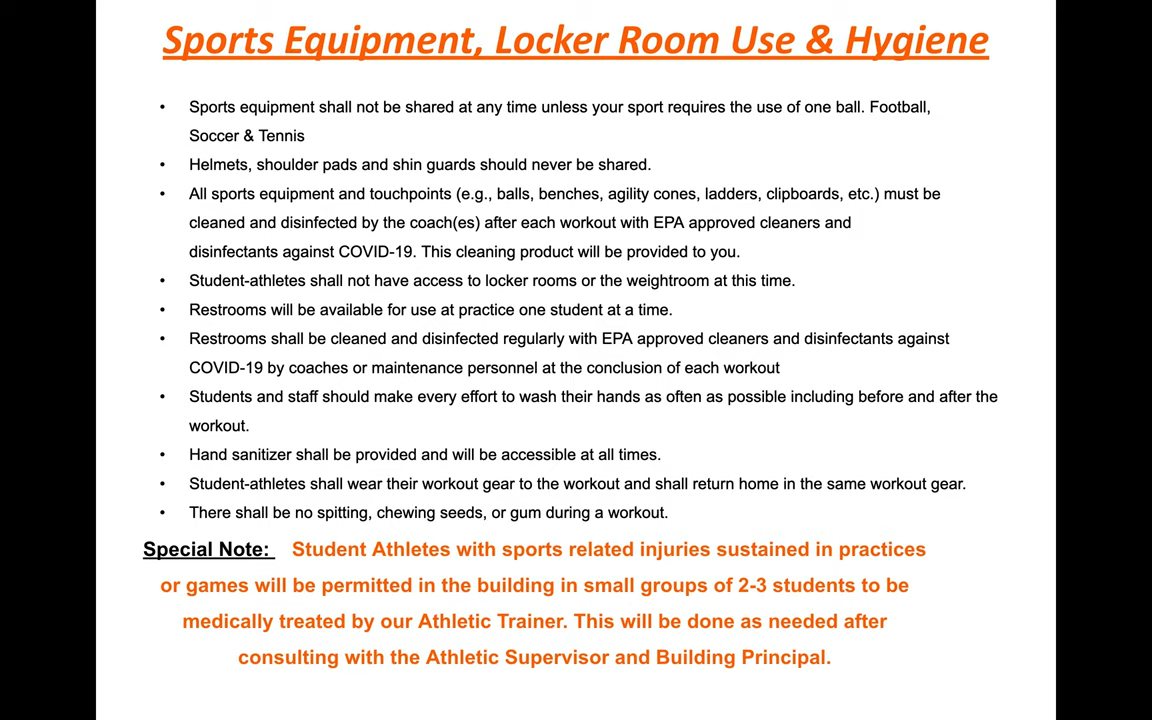 Sports Equipment, Locker Room Use & Hygiene
• Sports equipment shall not be shared at any time unless your sport requires the use of one ball. Football,
Soccer & Tennis
• Helmets, shoulder pads and shin guards should never be shared.
• All sports equipment and touchpoints (e.g., balls, benches, agility cones, ladders, clipboards, etc.) must be
cleaned and disinfected by the coach(es) after each workout with EPA approved cleaners and
disinfectants against COVID-19. This cleaning product will be provided to you.
• Student-athletes shall not have access to locker rooms or the weightroom at this time.
• Restrooms will be available for use at practice one student at a time.
• Restrooms shall be cleaned and disinfected regularly with EPA approved cleaners and disinfectants against
COVID-19 by coaches or maintenance personnel at the conclusion of each workout
• Students and staff should make every effort to wash their hands as often as possible including before and after the
workout.
• Hand sanitizer shall be provided and will be accessible at all times.
• Student-athletes shall wear their workout gear to the workout and shall return home in the same workout gear.
• There shall be no spitting, chewing seeds, or gum during a workout.
Special Note: Student Athletes with sports related injuries sustained in practices
or games will be permitted in the building in small groups of 2-3 students to be
medically treated by our Athletic Trainer. This will be done as needed after
consulting with the Athletic Supervisor and Building Principal.